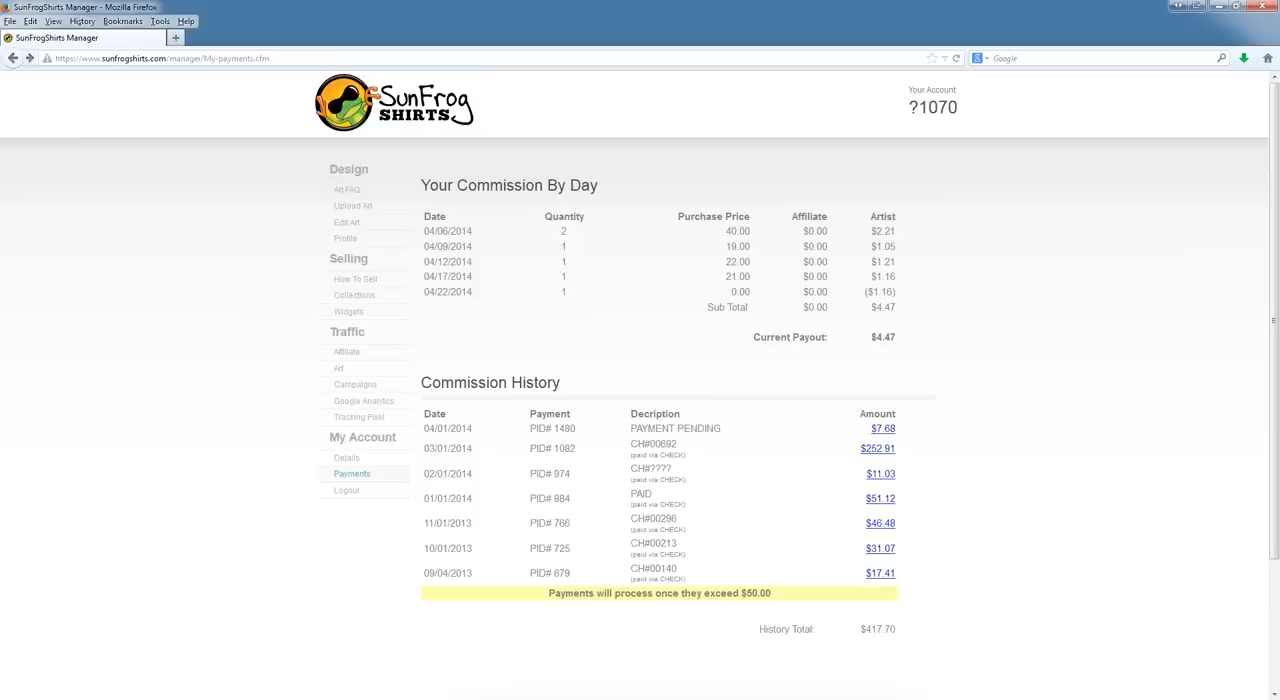 SunFrogShirts Manager - Mozilla Firefox
File Edit View History Bookmarks Tools Help
SunFrogShirts Manager +
https://www.sunfrogshirts.com/manager/My-payments.cfm Google
SunFrog
SHIRTS
Your Account:
?1070
Design
Art FAQ
Upload Art
Edit Art
Profile
Selling
How To Sell
Collections
Widgets
Traffic
Affiliate
Art
Campaigns
Google Analytics
Tracking Pixel
My Account
Details
Payments
Logout
Your Commission By Day
Date Quantity Purchase Price Affiliate Artist
04/06/2014 2 40.00 $0.00 $2.21
04/09/2014 1 19.00 $0.00 $1.05
04/12/2014 1 22.00 $0.00 $1.21
04/17/2014 1 21.00 $0.00 $1.16
04/22/2014 1 0.00 $0.00 ($1.16)
Sub Total $0.00 $4.47
Current Payout: $4.47
Commission History
Date Payment Decription Amount
04/01/2014 PID# 1480 PAYMENT PENDING $7.68
03/01/2014 PID# 1082 CH#00692 $252.91
(paid via CHECK)
02/01/2014 PID# 974 CH#???? $11.03
(paid via CHECK)
01/01/2014 PID# 884 PAID $51.12
(paid via CHECK)
11/01/2013 PID# 766 CH#00296 $46.48
(paid via CHECK)
10/01/2013 PID# 725 CH#00213 $31.07
(paid via CHECK)
09/04/2013 PID# 679 CH#00140 $17.41
(paid via CHECK)
Payments will process once they exceed $50.00
History Total: $417.70